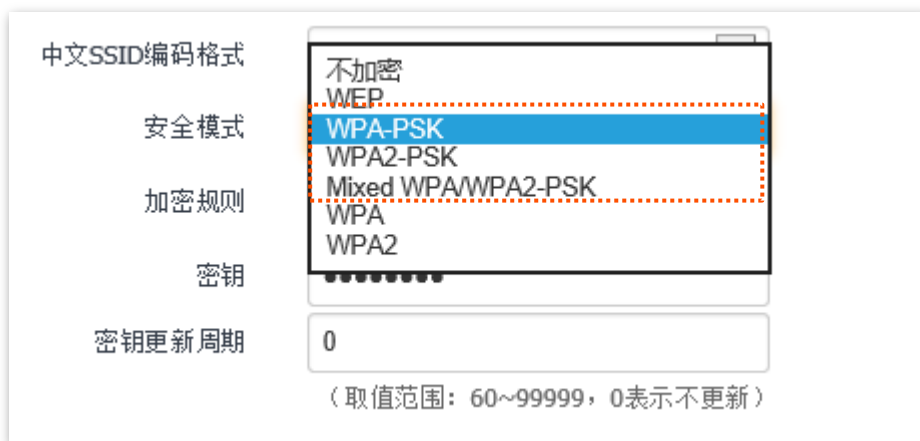 中文SSID编码格式
不加密
WEP
安全模式
WPA-PSK
WPA2-PSK
加密规则
Mixed WPA/WPA2-PSK
WPA
WPA2
密钥
密钥更新周期
0
（取值范围：60~99999，0表示不更新）